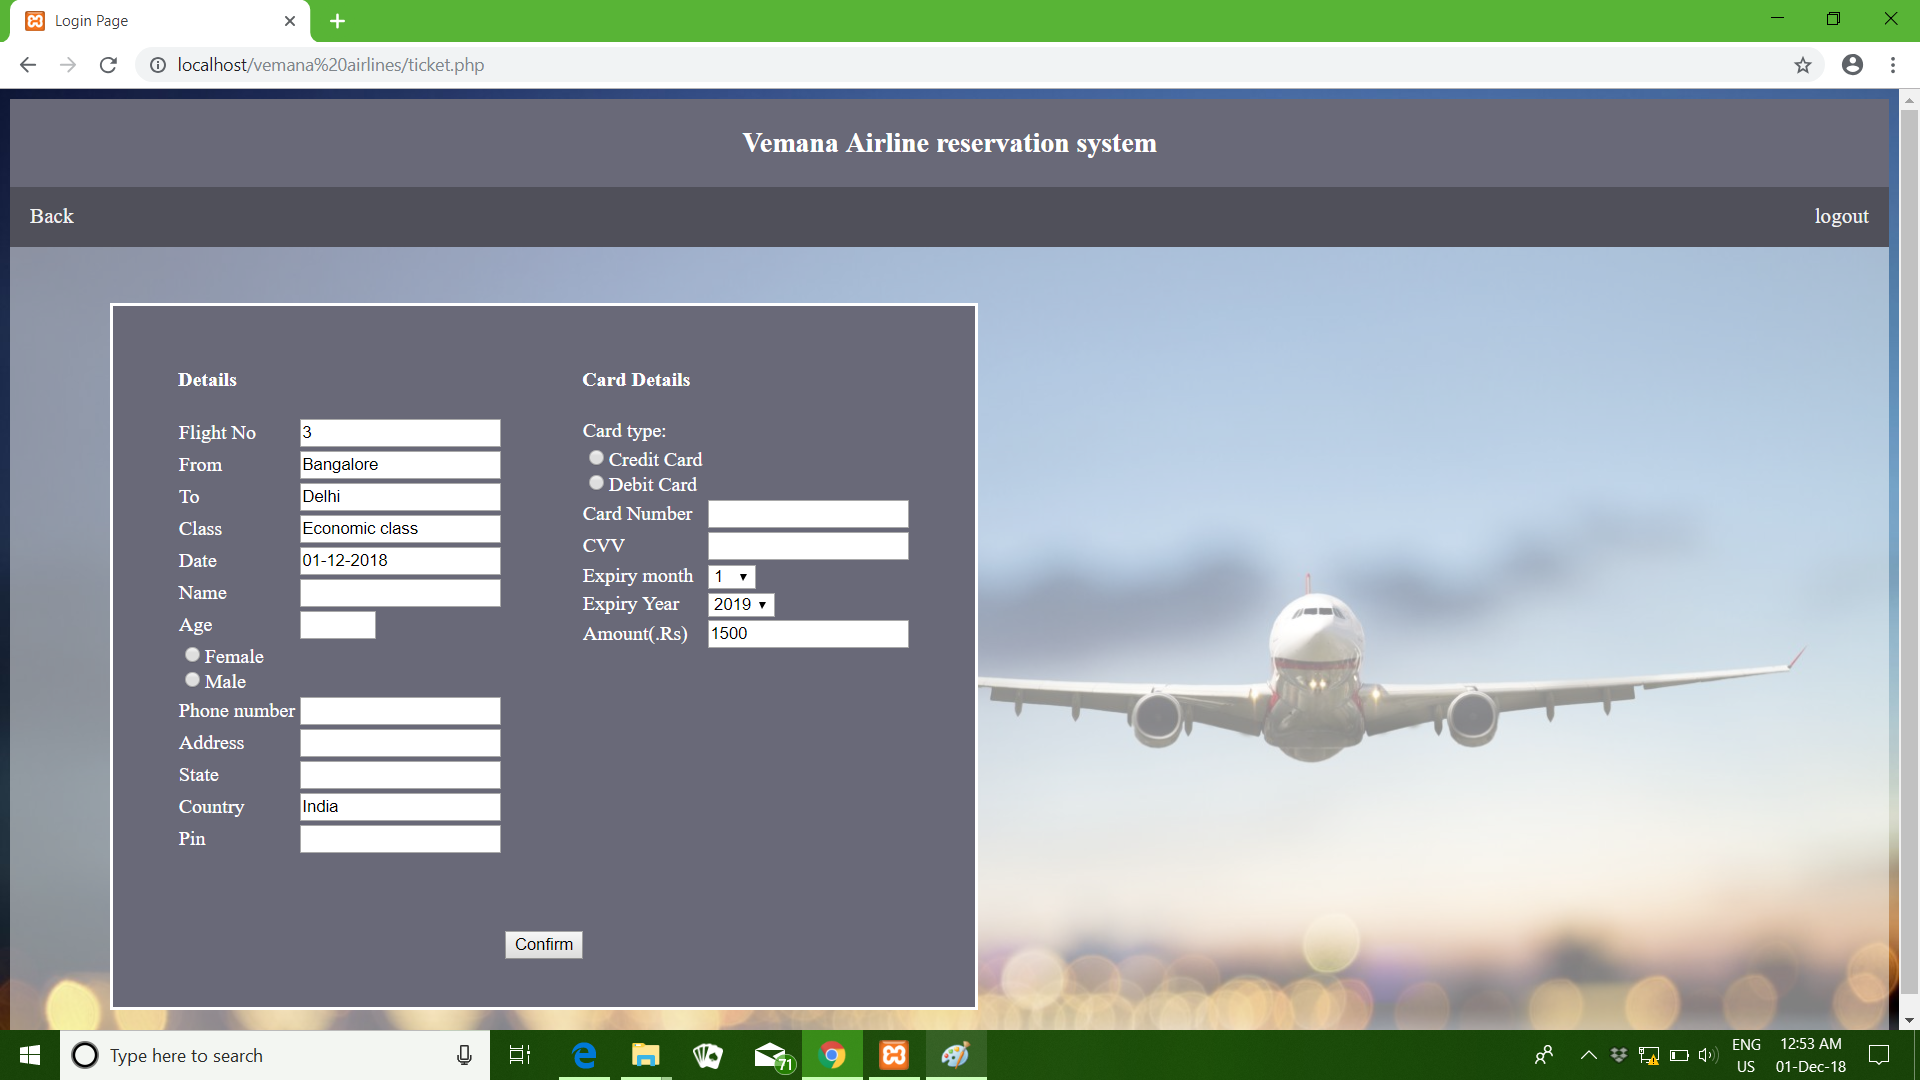 Login Page
localhost/vemana%20airlines/ticket.php
Vemana Airline reservation system
Back
logout
Details
Flight No 3
From Bangalore
To Delhi
Class Economic class
Date 01-12-2018
Name
Age
Female
Male
Phone number
Address
State
Country India
Pin
Card Details
Card type:
Credit Card
Debit Card
Card Number
CVV
Expiry month 1
Expiry Year 2019
Amount(.Rs) 1500
Confirm
Type here to search
71
ENG
US
12:53 AM
01-Dec-18